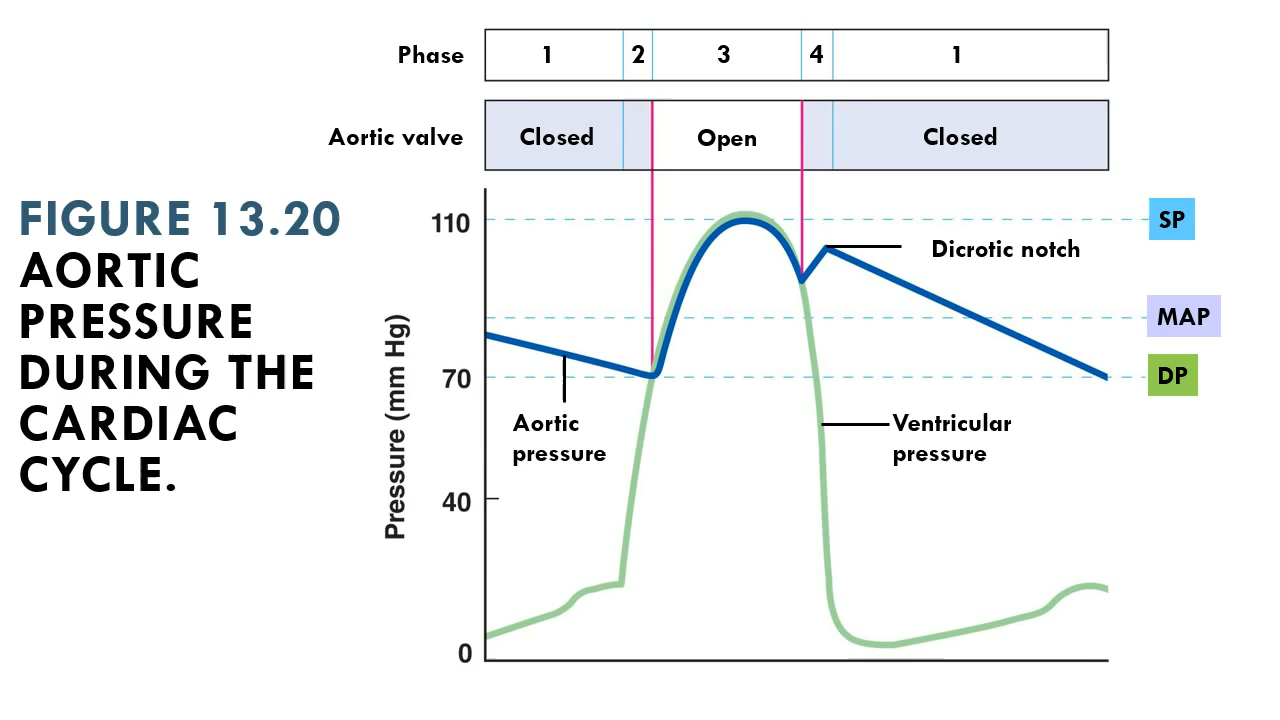 Phase 1 2 3 4 1
Aortic valve Closed Open Closed
FIGURE 13.20
AORTIC
PRESSURE
DURING THE
CARDIAC
CYCLE.
Pressure (mm Hg)
110
70
40
0
SP
Dicrotic notch
MAP
DP
Aortic
pressure
Ventricular
pressure